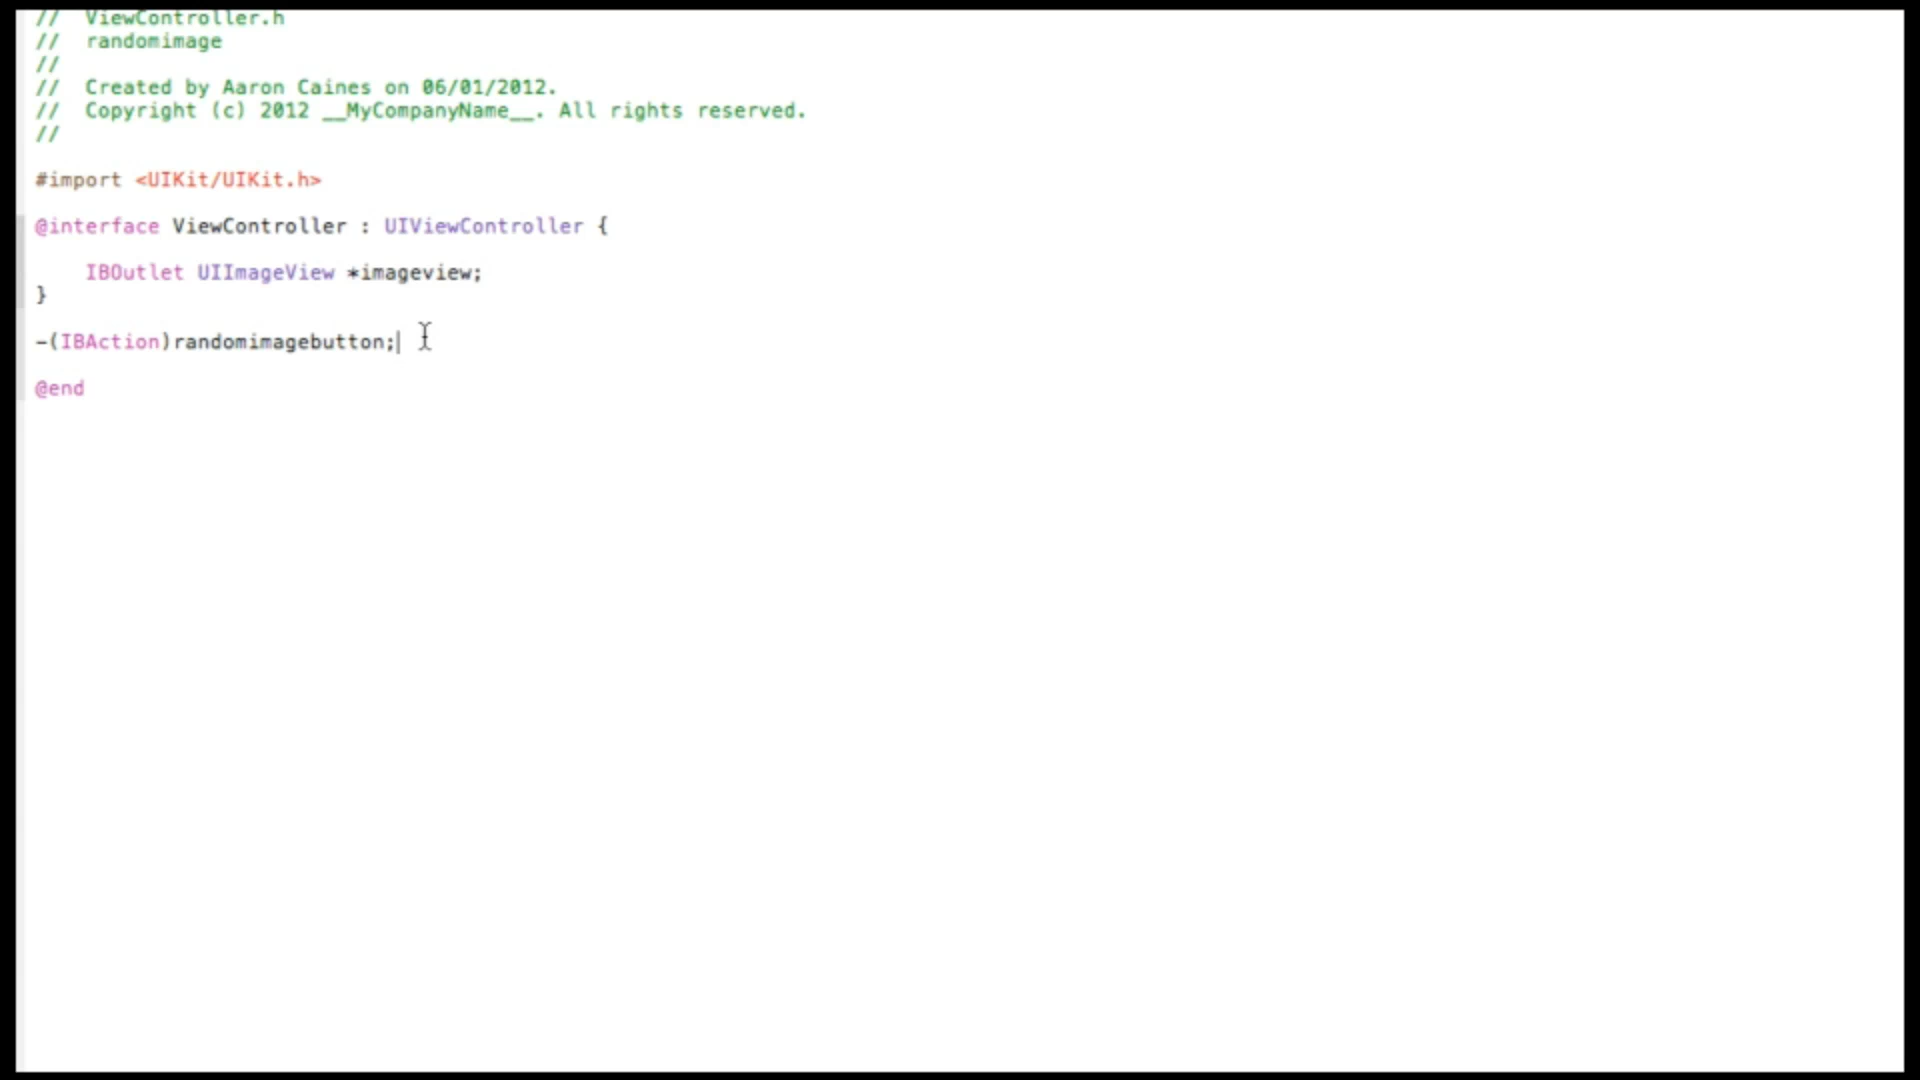 //  ViewController.h
//  randomimage
//
//  Created by Aaron Caines on 06/01/2012.
//  Copyright (c) 2012 __MyCompanyName__. All rights reserved.
//
#import <UIKit/UIKit.h>
@interface ViewController : UIViewController {
    IBOutlet UIImageView *imageview;
}
-(IBAction)randomimagebutton;
@end